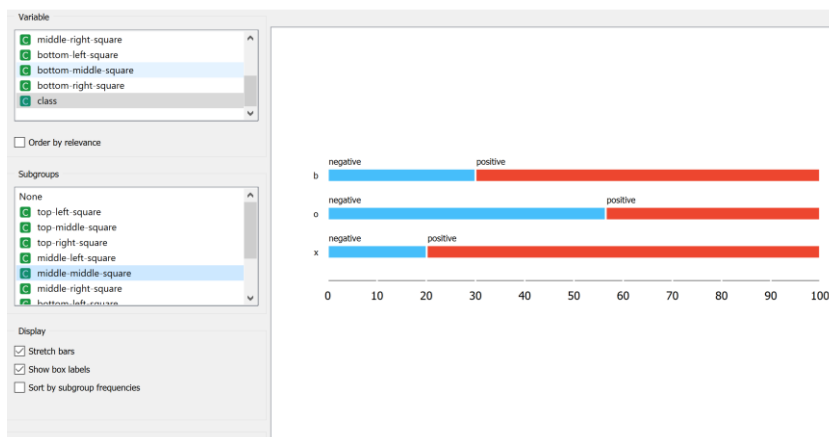 Variable
C middle-right-square
C bottom-left-square
C bottom-middle-square
C bottom-right-square
C class
Order by relevance
Subgroups
None
C top-left-square
C top-middle-square
C top-right-square
C middle-left-square
C middle-middle-square
C middle-right-square
C bottom-left-square
Display
Stretch bars
Show box labels
Sort by subgroup frequencies
negative positive
b
negative positive
o
negative positive
x
0 10 20 30 40 50 60 70 80 90 100